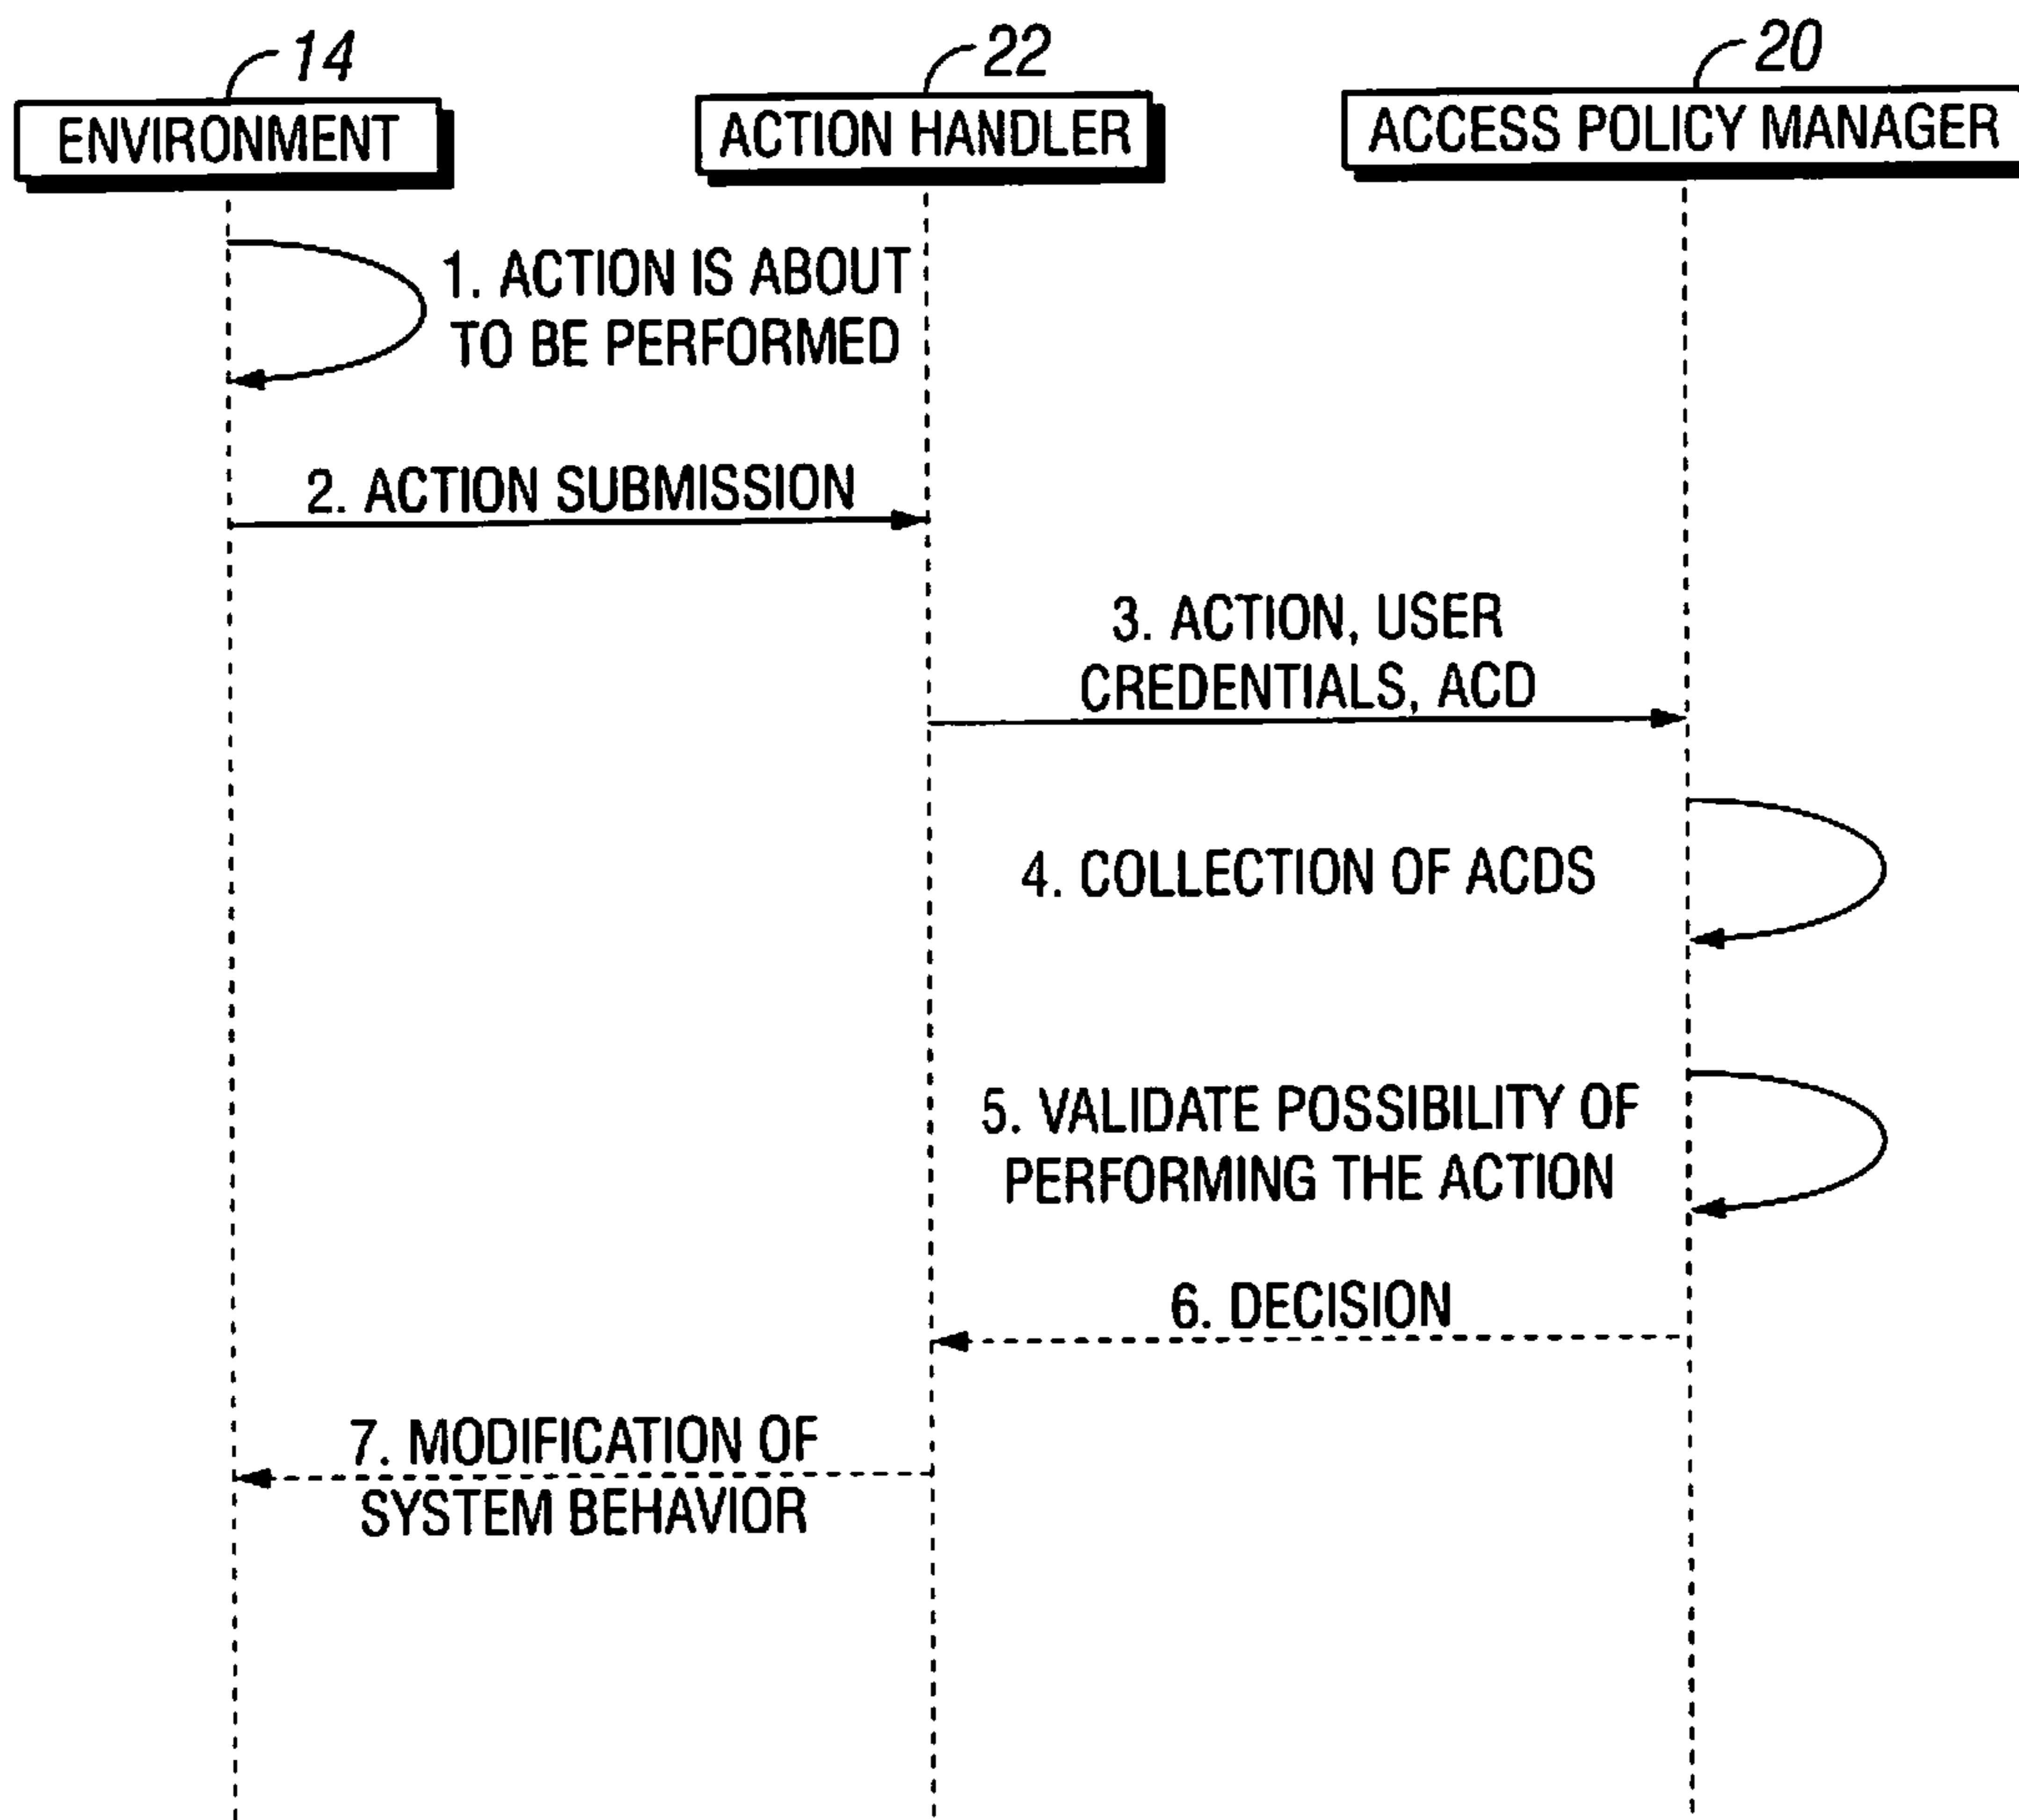 14
22
20
ENVIRONMENT
ACTION HANDLER
ACCESS POLICY MANAGER
1. ACTION IS ABOUT
TO BE PERFORMED
2. ACTION SUBMISSION
3. ACTION, USER
CREDENTIALS, ACD
4. COLLECTION OF ACDS
5. VALIDATE POSSIBILITY OF
PERFORMING THE ACTION
6. DECISION
7. MODIFICATION OF
SYSTEM BEHAVIOR